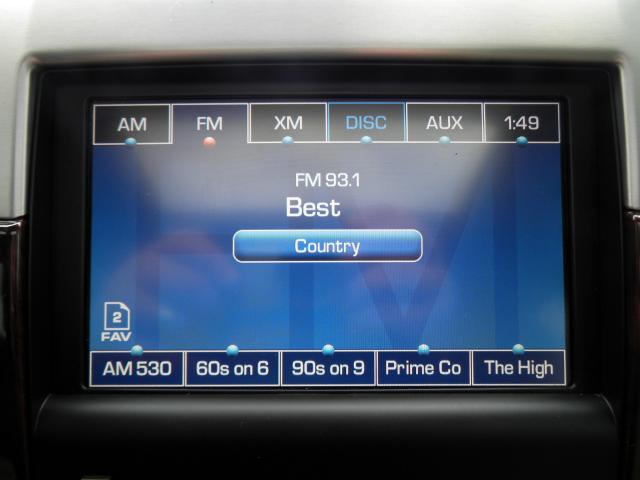 AM FM XM DISC AUX 1:49
FM 93.1
Best
Country
2
FAV
AM 530 60s on 6 90s on 9 Prime Co The High